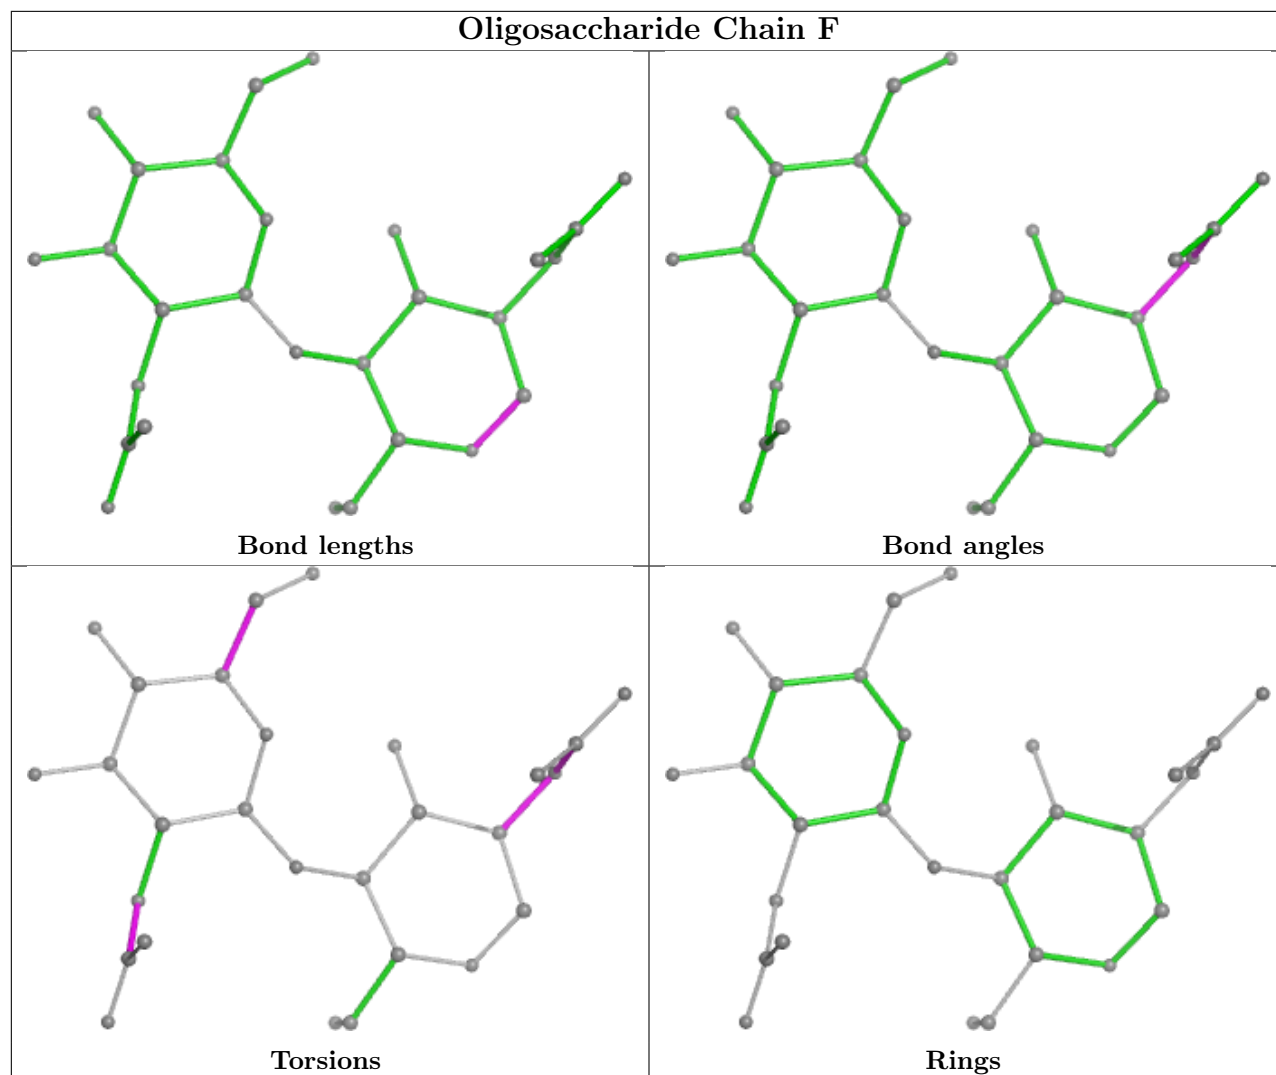 Oligosaccharide Chain F
Bond lengths
Bond angles
Torsions
Rings